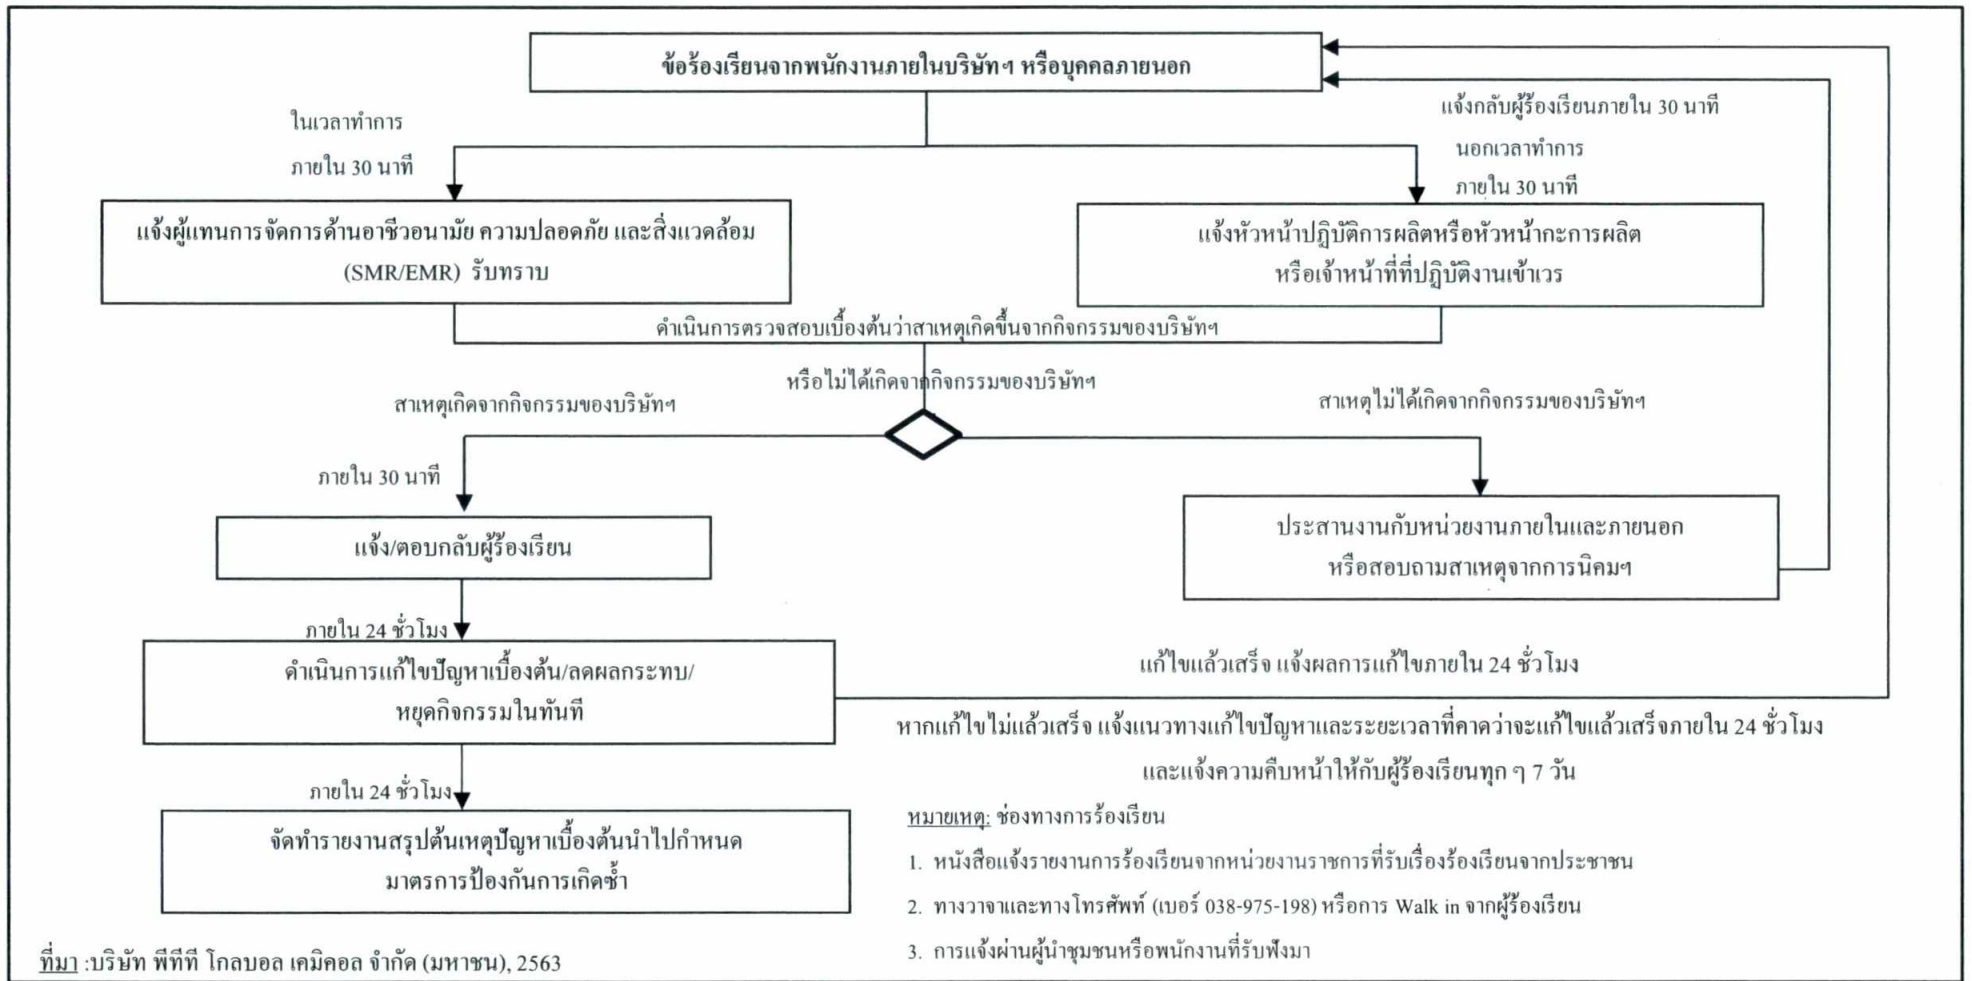 ข้อร้องเรียนจากพนักงานภายในบริษัทฯ หรือบุคคลภายนอก
แจ้งกลับผู้ร้องเรียนภายใน 30 นาที
ในเวลาทำการ
ภายใน 30 นาที
นอกเวลาทำการ
ภายใน 30 นาที
แจ้งผู้แทนการจัดการด้านอาชีวอนามัย ความปลอดภัย และสิ่งแวดล้อม
(SMR/EMR) รับทราบ
แจ้งหัวหน้าปฏิบัติการผลิตหรือหัวหน้ากะการผลิต
หรือเจ้าหน้าที่ที่ปฏิบัติงานเข้าเวร
ดำเนินการตรวจสอบเบื้องต้นว่าสาเหตุเกิดขึ้นจากกิจกรรมของบริษัทฯ
หรือไม่ได้เกิดจากกิจกรรมของบริษัทฯ
สาเหตุเกิดจากกิจกรรมของบริษัทฯ
สาเหตุไม่ได้เกิดจากกิจกรรมของบริษัทฯ
ภายใน 30 นาที
แจ้ง/ตอบกลับผู้ร้องเรียน
ประสานงานกับหน่วยงานภายในและภายนอก
หรือสอบถามสาเหตุจากการนิคมฯ
ภายใน 24 ชั่วโมง
ดำเนินการแก้ไขปัญหาเบื้องต้น/ลดผลกระทบ/
หยุดกิจกรรมในทันที
แก้ไขแล้วเสร็จ แจ้งผลการแก้ไขภายใน 24 ชั่วโมง
หากแก้ไขไม่แล้วเสร็จ แจ้งแนวทางแก้ไขปัญหาและระยะเวลาที่คาดว่าจะแก้ไขแล้วเสร็จภายใน 24 ชั่วโมง
และแจ้งความคืบหน้าให้กับผู้ร้องเรียนทุก ๆ 7 วัน
ภายใน 24 ชั่วโมง
จัดทำรายงานสรุปต้นเหตุปัญหาเบื้องต้นนำไปกำหนด
มาตรการป้องกันการเกิดซ้ำ
หมายเหตุ: ช่องทางการร้องเรียน
1. หนังสือแจ้งรายงานการร้องเรียนจากหน่วยงานราชการที่รับเรื่องร้องเรียนจากประชาชน
2. ทางวาจาและทางโทรศัพท์ (เบอร์ 038-975-198) หรือการ Walk in จากผู้ร้องเรียน
3. การแจ้งผ่านผู้นำชุมชนหรือพนักงานที่รับฟังมา
ที่มา :บริษัท พีทีที โกลบอล เคมิคอล จำกัด (มหาชน), 2563